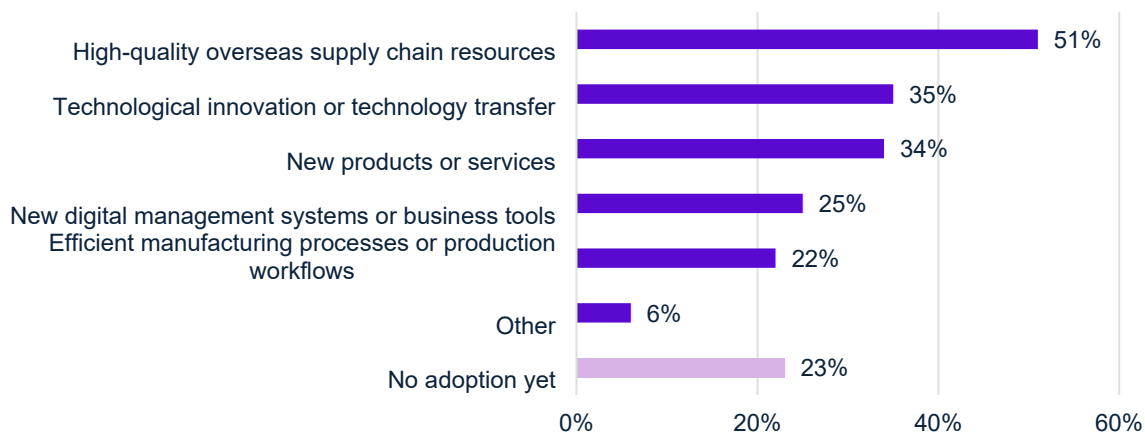 High-quality overseas supply chain resources 51%
Technological innovation or technology transfer 35%
New products or services 34%
New digital management systems or business tools 25%
Efficient manufacturing processes or production
workflows 22%
Other 6%
No adoption yet 23%
0% 20% 40% 60%